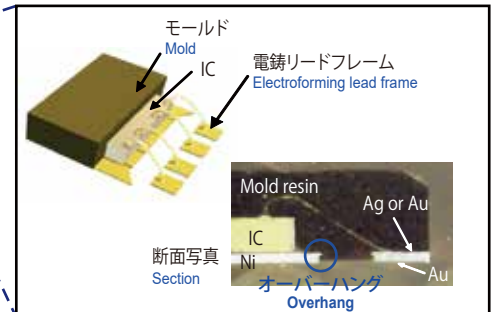 モールド
Mold
IC
電鋳リードフレーム
Electroforming lead frame
Mold resin
Ag or Au
IC
断面写真
Section
Ni
Au
オーバーハング
Overhang